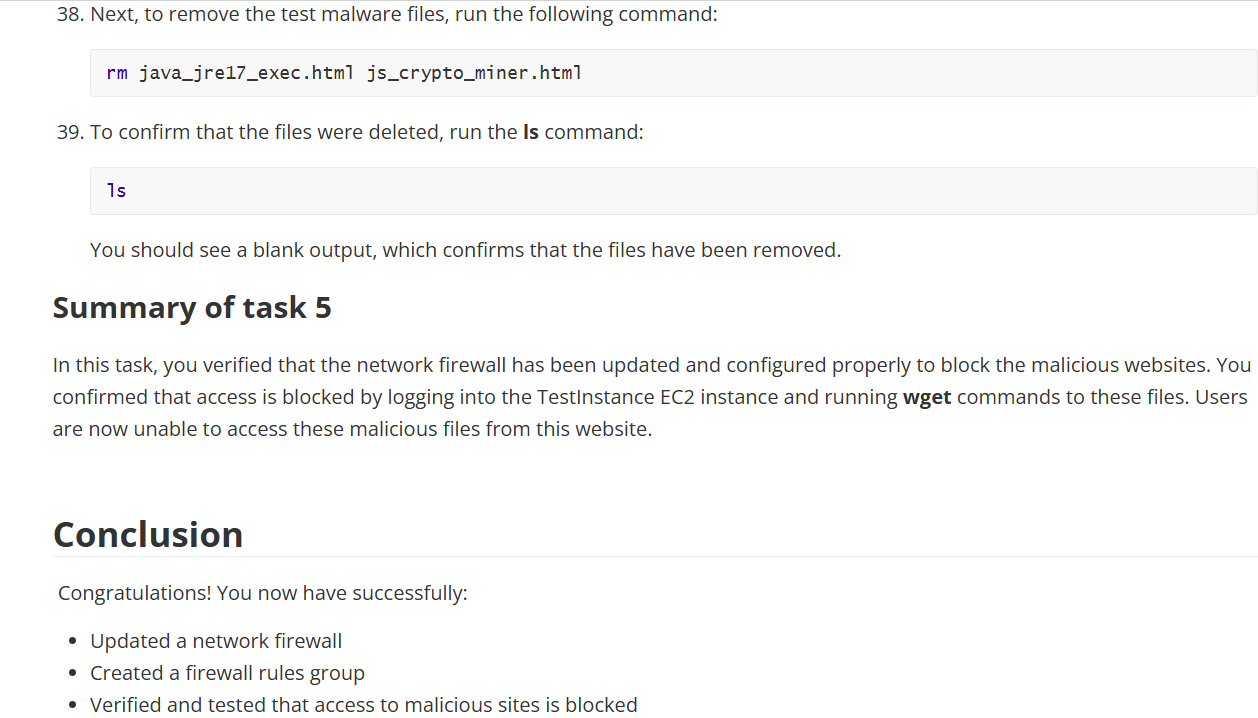 38. Next, to remove the test malware files, run the following command:
rm java_jre17_exec.html js_crypto_miner.html
39. To confirm that the files were deleted, run the ls command:
ls
You should see a blank output, which confirms that the files have been removed.
Summary of task 5
In this task, you verified that the network firewall has been updated and configured properly to block the malicious websites. You
confirmed that access is blocked by logging into the TestInstance EC2 instance and running wget commands to these files. Users
are now unable to access these malicious files from this website.
Conclusion
Congratulations! You now have successfully:
• Updated a network firewall
• Created a firewall rules group
• Verified and tested that access to malicious sites is blocked